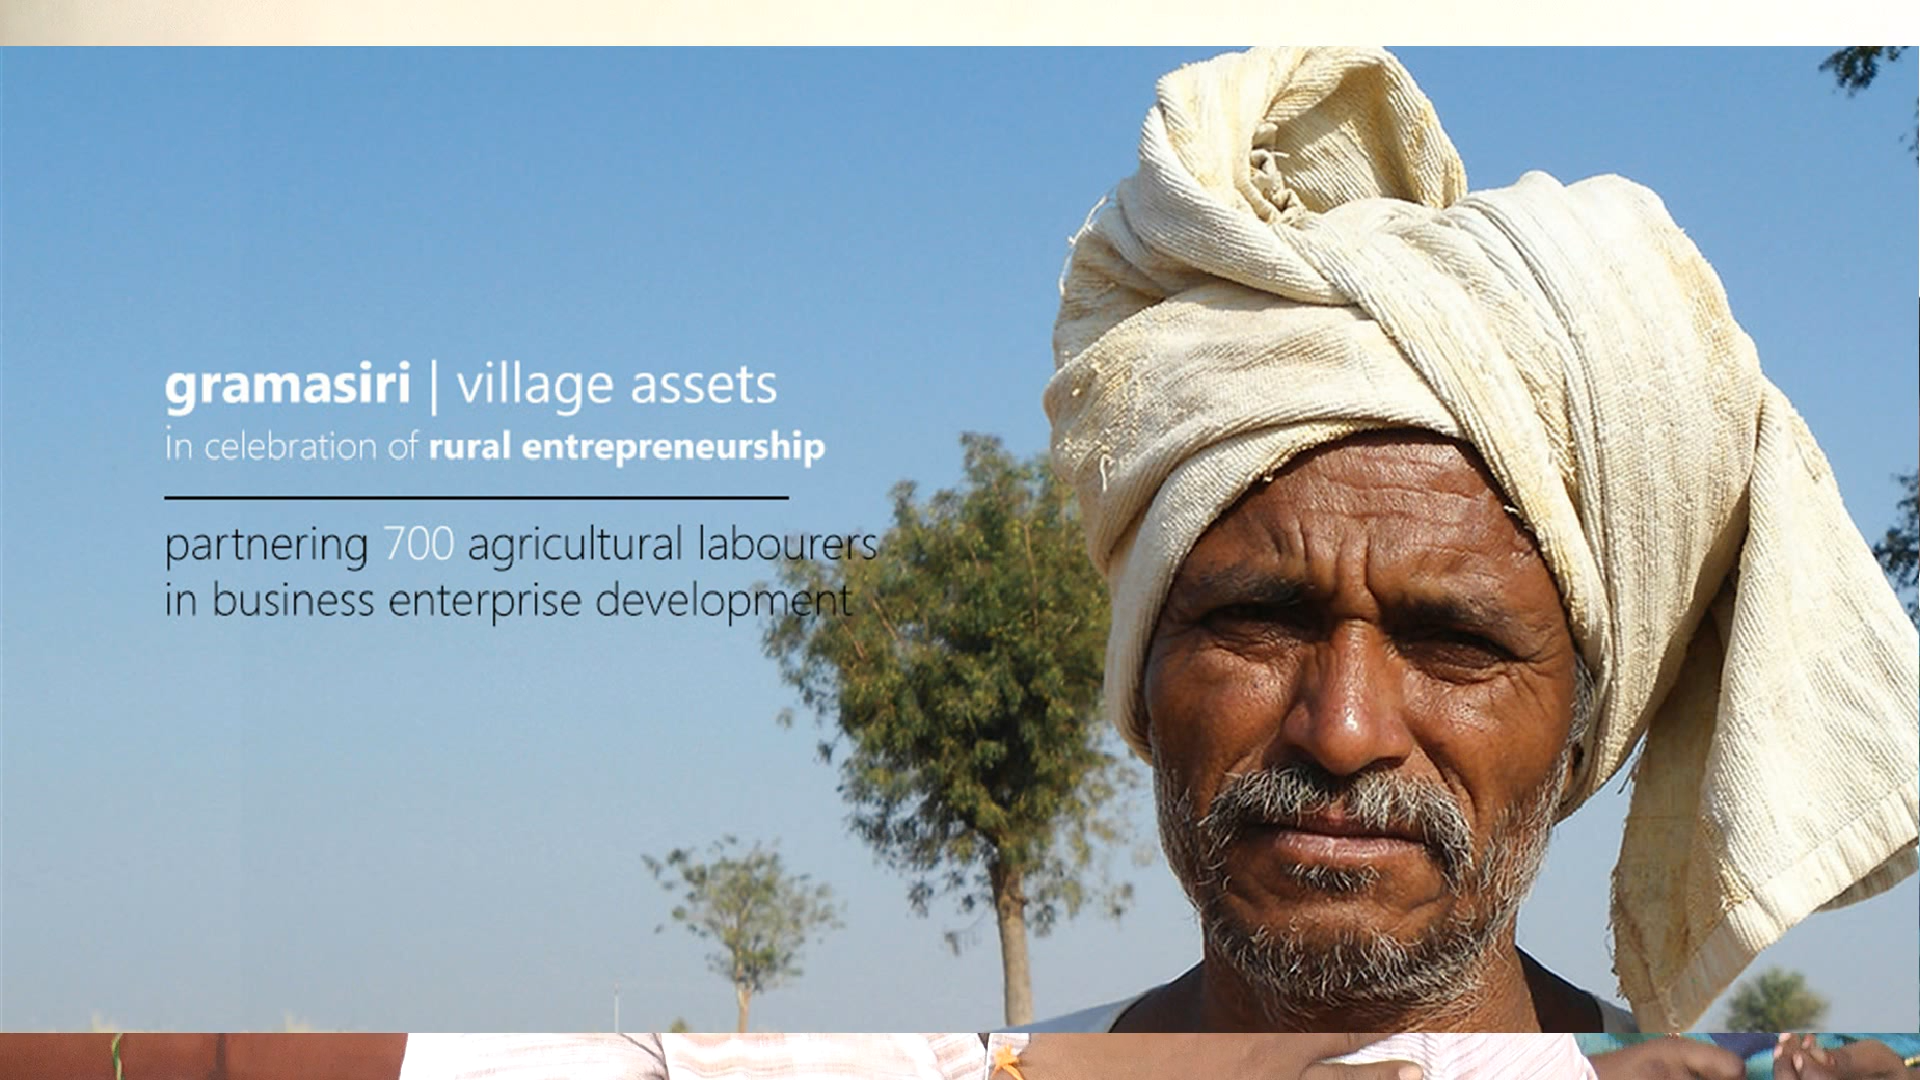 gramasiri | village assets
in celebration of rural entrepreneurship
partnering 700 agricultural labourers
in business enterprise development